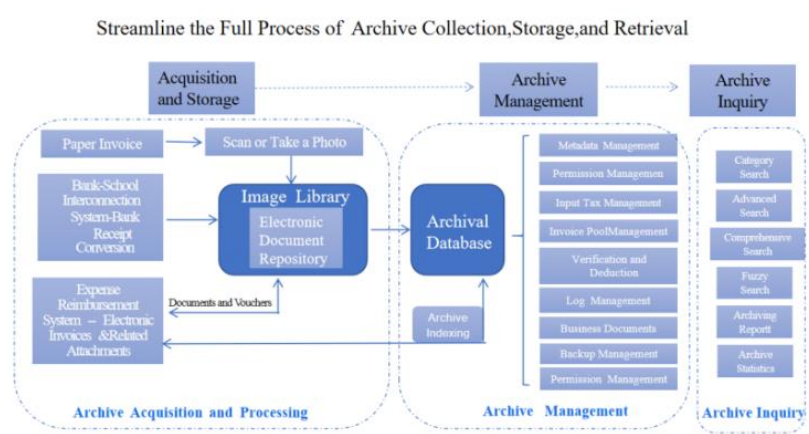 Streamline the Full Process of Archive Collection,Storage,and Retrieval
Acquisition
and Storage
Archive
Management
Archive
Inquiry
Paper Invoice
Scan or Take a Photo
Bank-School
Interconnection
System-Bank
Receipt
Conversion
Image Library
Electronic
Document
Repository
Expense
Reimbursement
System – Electronic
Invoices &Related
Attachments
Documents and Vouchers
Archive Acquisition and Processing
Archival
Database
Archive
Indexing
Metadata Management
Permission Managemen
Input Tax Management
Invoice PoolManagement
Verification and
Deduction
Log Management
Business Documents
Backup Management
Permission Management
Archive Management
Category
Search
Advanced
Search
Comprehensive
Search
Fuzzy
Search
Archiving
Reportt
Archive
Statistics
Archive Inquiry